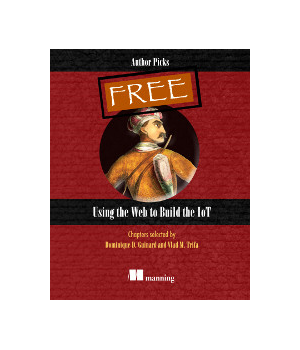 Author Picks
FREE
Using the Web to Build the IoT
Chapters selected by
Dominique D. Guinard and Vlad M. Trifa
manning